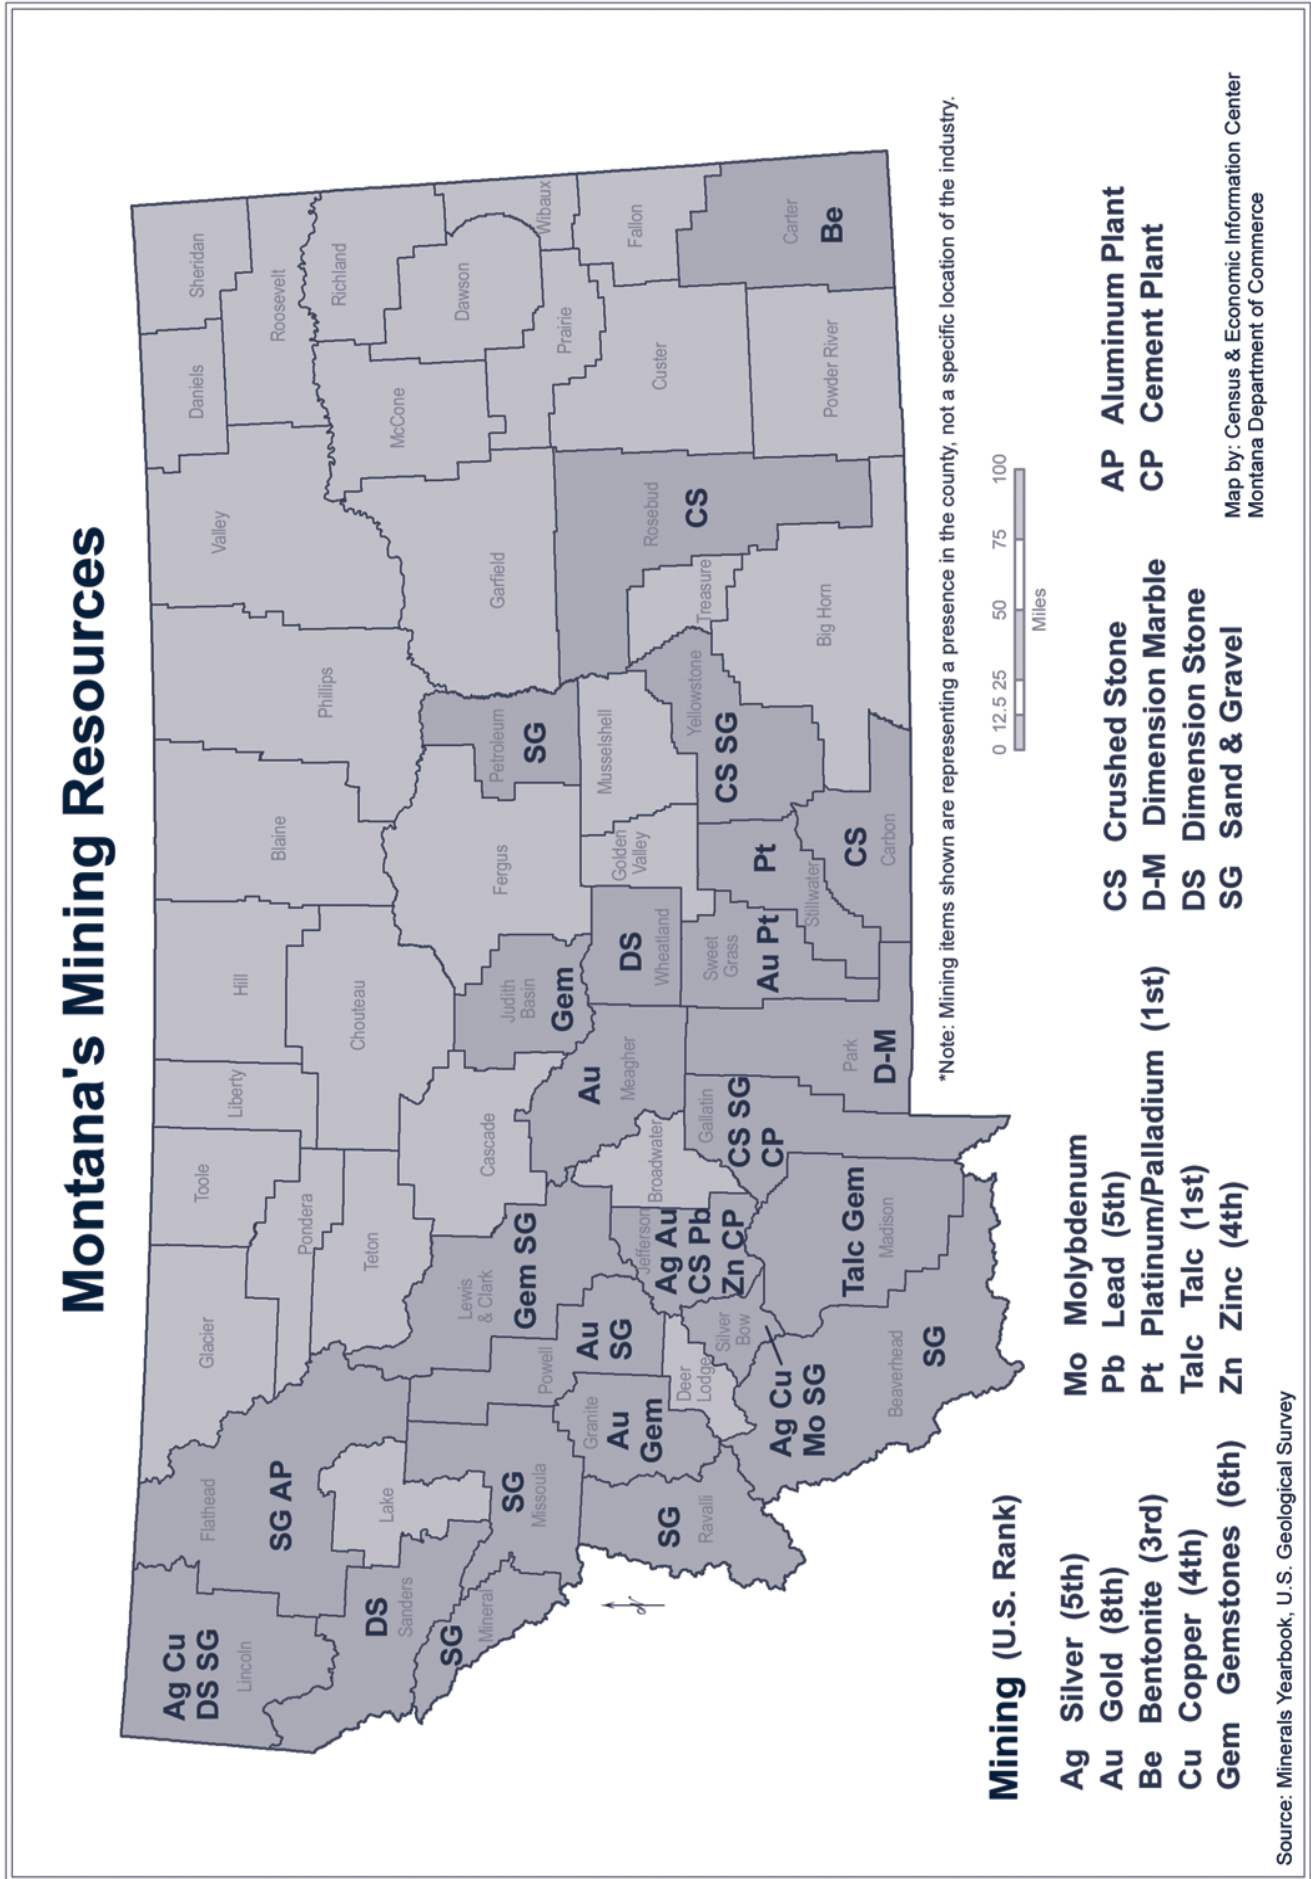 Montana's Mining Resources
Lincoln
Ag Cu
DS SG
Flathead
SG AP
Glacier
Toole
Liberty
Hill
Blaine
Phillips
Valley
Daniels
Sheridan
Roosevelt
Richland
Sanders
DS
Lake
Pondera
Teton
Chouteau
McCone
Dawson
Wibaux
Mineral
SG
Missoula
SG
Powell
Au
SG
Lewis
& Clark
Gem SG
Cascade
Judith
Basin
Gem
Fergus
Petroleum
SG
Garfield
Prairie
Fallon
Ravalli
SG
Granite
Au
Gem
Deer
Lodge
Silver
Bow
Ag Cu
Mo SG
Jefferson
Ag Au
CS Pb
Zn CP
Broadwater
Meagher
Au
Wheatland
DS
Golden
Valley
Musselshell
Treasure
Rosebud
CS
Custer
Beaverhead
SG
Madison
Talc Gem
Gallatin
CS SG
CP
Park
D-M
Sweet
Grass
Au Pt
Stillwater
Pt
Yellowstone
CS SG
Carbon
CS
Big Horn
Powder River
Carter
Be
N
*Note: Mining items shown are representing a presence in the county, not a specific location of the industry.
0 12.5 25 50 75 100
Miles
Mining (U.S. Rank)
Ag Silver (5th)
Au Gold (8th)
Be Bentonite (3rd)
Cu Copper (4th)
Gem Gemstones (6th)
Mo Molybdenum
Pb Lead (5th)
Pt Platinum/Palladium (1st)
Talc Talc (1st)
Zn Zinc (4th)
CS Crushed Stone
D-M Dimension Marble
DS Dimension Stone
SG Sand & Gravel
AP Aluminum Plant
CP Cement Plant
Source: Minerals Yearbook, U.S. Geological Survey
Map by: Census & Economic Information Center
Montana Department of Commerce